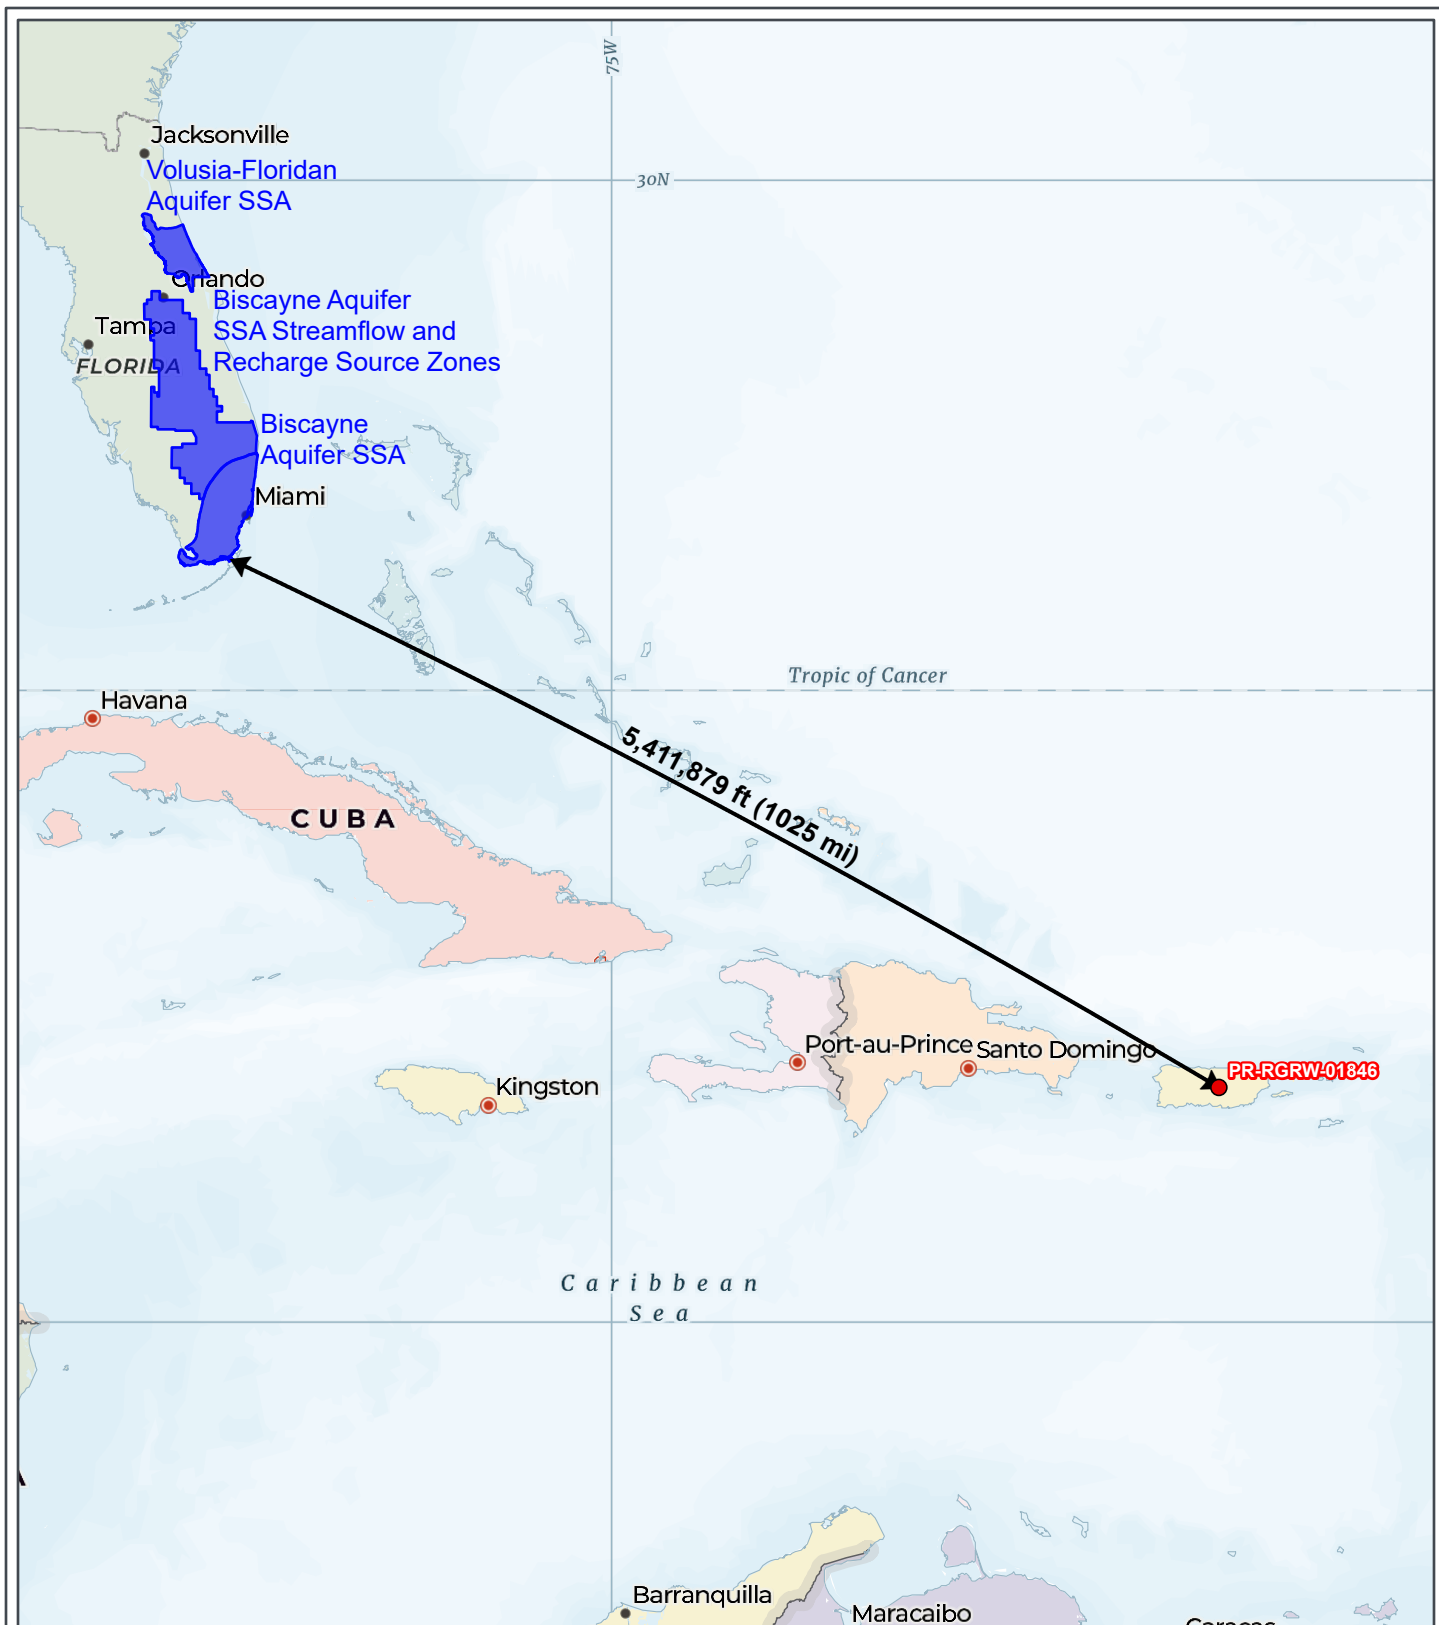 75W
Jacksonville
Volusia-Floridan
Aquifer SSA
30N
Orlando
Biscayne Aquifer
SSA Streamflow and
Recharge Source Zones
Tampa
FLORIDA
Biscayne
Aquifer SSA
Miami
Tropic of Cancer
Havana
5,411,879 ft (1025 mi)
CUBA
Port-au-Prince
Santo Domingo
PR-RGRW-01846
Kingston
Caribbean
Sea
A
Barranquilla
Maracaibo
Caracas